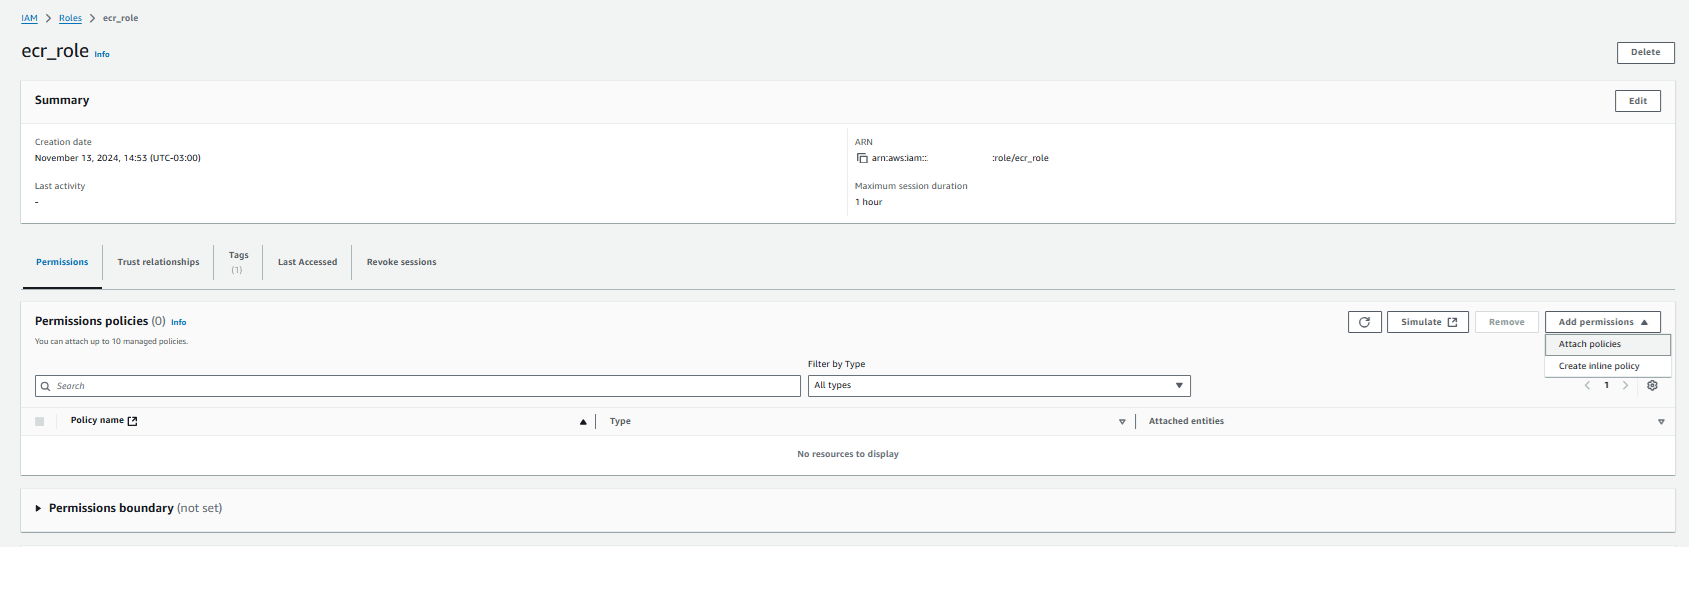 IAM > Roles > ecr_role
ecr_role Info
Delete
Summary
Edit
Creation date
November 13, 2024, 14:53 (UTC-03:00)
ARN
arn:aws:iam:: :role/ecr_role
Last activity
-
Maximum session duration
1 hour
Permissions
Trust relationships
Tags
(1)
Last Accessed
Revoke sessions
Permissions policies (0) Info
You can attach up to 10 managed policies.
Simulate
Remove
Add permissions
Attach policies
Create inline policy
Filter by Type
Search
All types
1
Policy name
Type
Attached entities
No resources to display
Permissions boundary (not set)